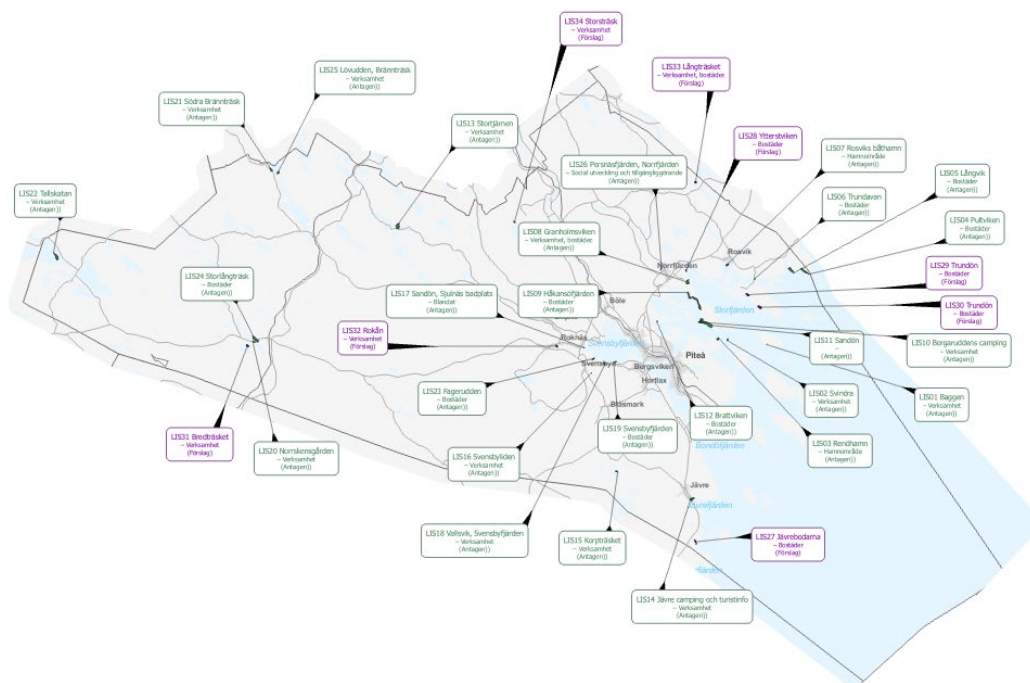 LIS34 Storsträsk
– Verksamhet
(Förslag)
LIS33 Långträsket
– Verksamhet, bostäder
(Förslag)
LIS25 Lövudden, Brännträsk
– Verksamhet
(Antagen))
LIS21 Södra Brännträsk
– Verksamhet
(Antagen))
LIS13 Stortjärnen
– Verksamhet
(Antagen))
LIS28 Ytterstviken
– Bostäder
(Förslag)
LIS07 Rosviks båthamn
– Hamnområde
(Antagen))
LIS26 Porsnäsfjärden, Norrfjärden
– Social utveckling och tillgängliggörande
(Antagen))
LIS05 Långvik
– Bostäder
(Antagen))
LIS22 Tallskatan
– Verksamhet
(Antagen))
LIS06 Trundavan
– Bostäder
(Antagen))
LIS04 Pultviken
– Bostäder
(Antagen))
LIS08 Granholmsviken
– Verksamhet, bostäder
(Antagen))
Rosvik
Norrfjärden
LIS29 Trundön
– Bostäder
(Förslag)
LIS24 Storlångträsk
– Bostäder
(Antagen))
LIS17 Sandön, Sjulnäs badplats
– Blandat
(Antagen))
LIS09 Håkansöfjärden
– Bostäder
(Antagen))
Böle
Storfjärden
LIS30 Trundön
– Bostäder
(Förslag)
LIS32 Rokån
– Verksamhet
(Förslag)
Roknäs
Svensbyfjärden
LIS11 Sandön
–
(Antagen))
LIS10 Borgaruddens camping
– Verksamhet
(Antagen))
Piteå
Svensbyn
Bergsviken
Hortlax
LIS23 Fagerudden
– Bostäder
(Antagen))
LIS02 Svinöra
– Verksamhet
(Antagen))
LIS01 Baggen
– Verksamhet
(Antagen))
Blåsmark
LIS12 Brattviken
– Bostäder
(Antagen))
LIS19 Svensbyfjärden
– Bostäder
(Antagen))
LIS31 Bredträsket
– Verksamhet
(Förslag)
LIS20 Norrskensgården
– Verksamhet
(Antagen))
LIS16 Svensbyliden
– Verksamhet
(Antagen))
LIS03 Renöhamn
– Hamnområde
(Antagen))
Bondöfjärden
Jävre
LIS18 Vallsvik, Svensbyfjärden
– Verksamhet
(Antagen))
LIS15 Korpträsket
– Verksamhet
(Antagen))
LIS27 Jävrebodarna
– Bostäder
(Förslag)
LIS14 Jävre camping och turistinfo
– Verksamhet
(Antagen))